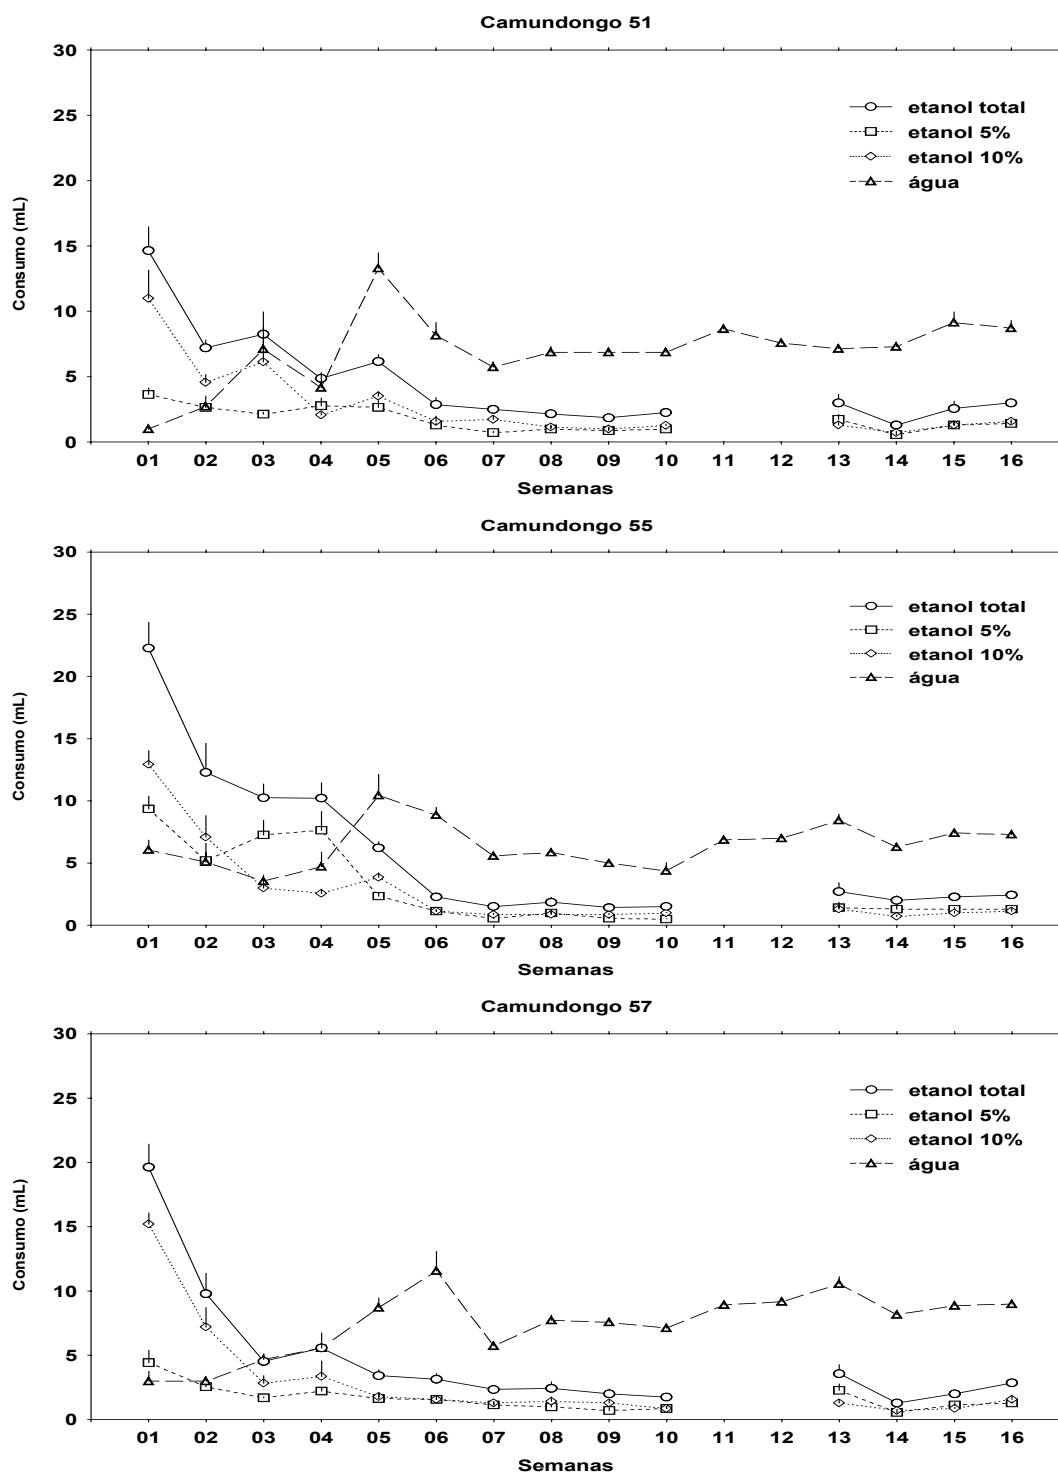 Camundongo 51
30
25
20
15
10
5
0
Consumo (mL)
etanol total
etanol 5%
etanol 10%
água
01 02 03 04 05 06 07 08 09 10 11 12 13 14 15 16
Semanas
Camundongo 55
30
25
20
15
10
5
0
Consumo (mL)
etanol total
etanol 5%
etanol 10%
água
01 02 03 04 05 06 07 08 09 10 11 12 13 14 15 16
Semanas
Camundongo 57
30
25
20
15
10
5
0
Consumo (mL)
etanol total
etanol 5%
etanol 10%
água
01 02 03 04 05 06 07 08 09 10 11 12 13 14 15 16
Semanas